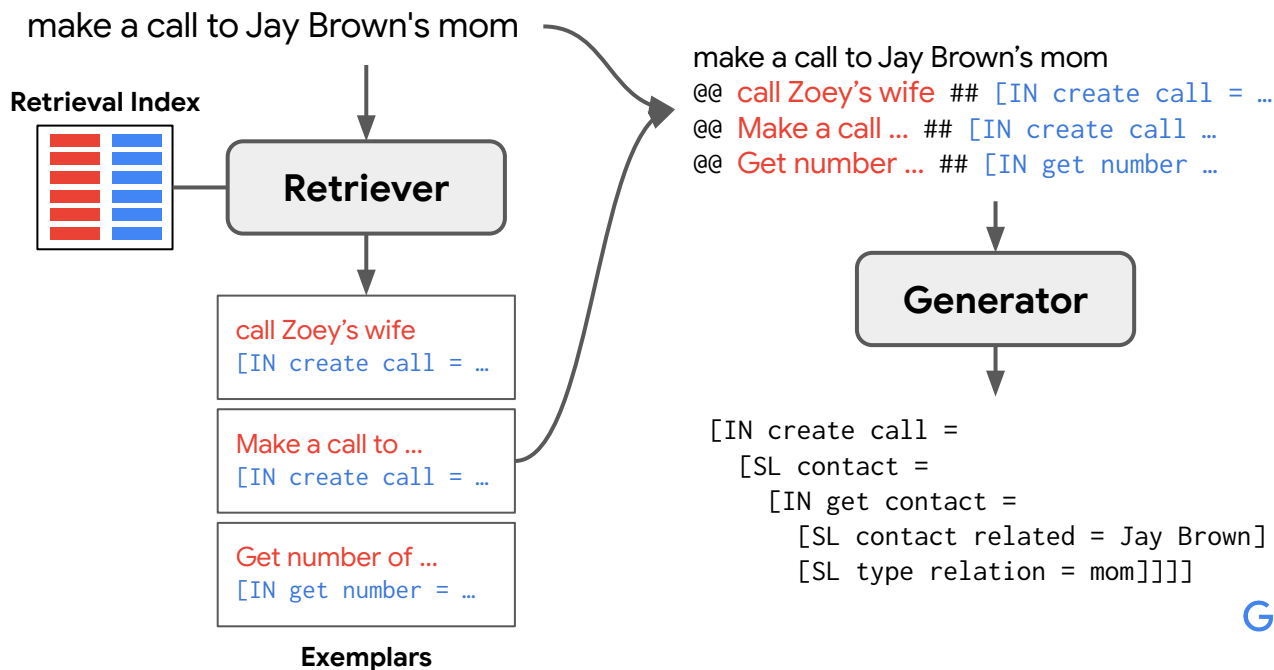 make a call to Jay Brown's mom
Retrieval Index
Retriever
call Zoey’s wife
[IN create call = …
Make a call to …
[IN create call = …
Get number of …
[IN get number = …
Exemplars
make a call to Jay Brown’s mom
@@ call Zoey’s wife ## [IN create call = …
@@ Make a call … ## [IN create call …
@@ Get number … ## [IN get number …
Generator
[IN create call =
[SL contact =
[IN get contact =
[SL contact related = Jay Brown]
[SL type relation = mom]]]]
G